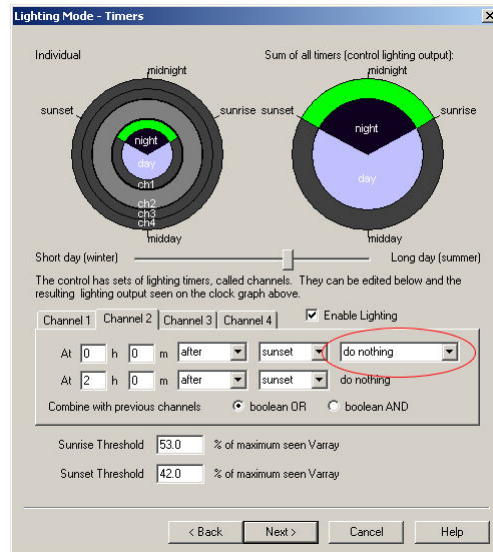 Lighting Mode - Timers
Individual
Sum of all timers (control lighting output):
midnight
sunset
sunrise
night
day
ch1
ch2
ch3
ch4
midday
midnight
sunset
sunrise
night
day
midday
Short day (winter)
Long day (summer)
The control has sets of lighting timers, called channels. They can be edited below and the
resulting lighting output seen on the clock graph above.
Channel 1 Channel 2 Channel 3 Channel 4 Enable Lighting
At 0 h 0 m after sunset do nothing
At 2 h 0 m after sunset do nothing
Combine with previous channels boolean OR boolean AND
Sunrise Threshold 53.0 % of maximum seen Varray
Sunset Threshold 42.0 % of maximum seen Varray
< Back Next > Cancel Help